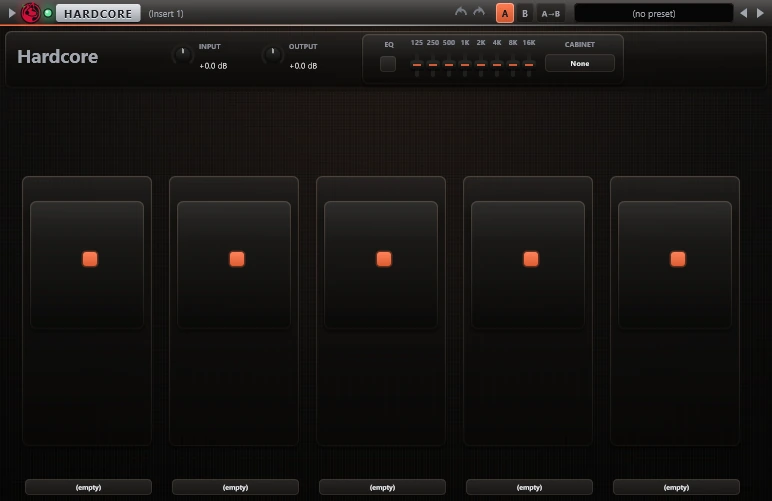 HARDCORE (Insert 1) A B A→B (no preset)
Hardcore INPUT +0.0 dB OUTPUT +0.0 dB EQ 125 250 500 1K 2K 4K 8K 16K CABINET None
(empty) (empty) (empty) (empty) (empty)